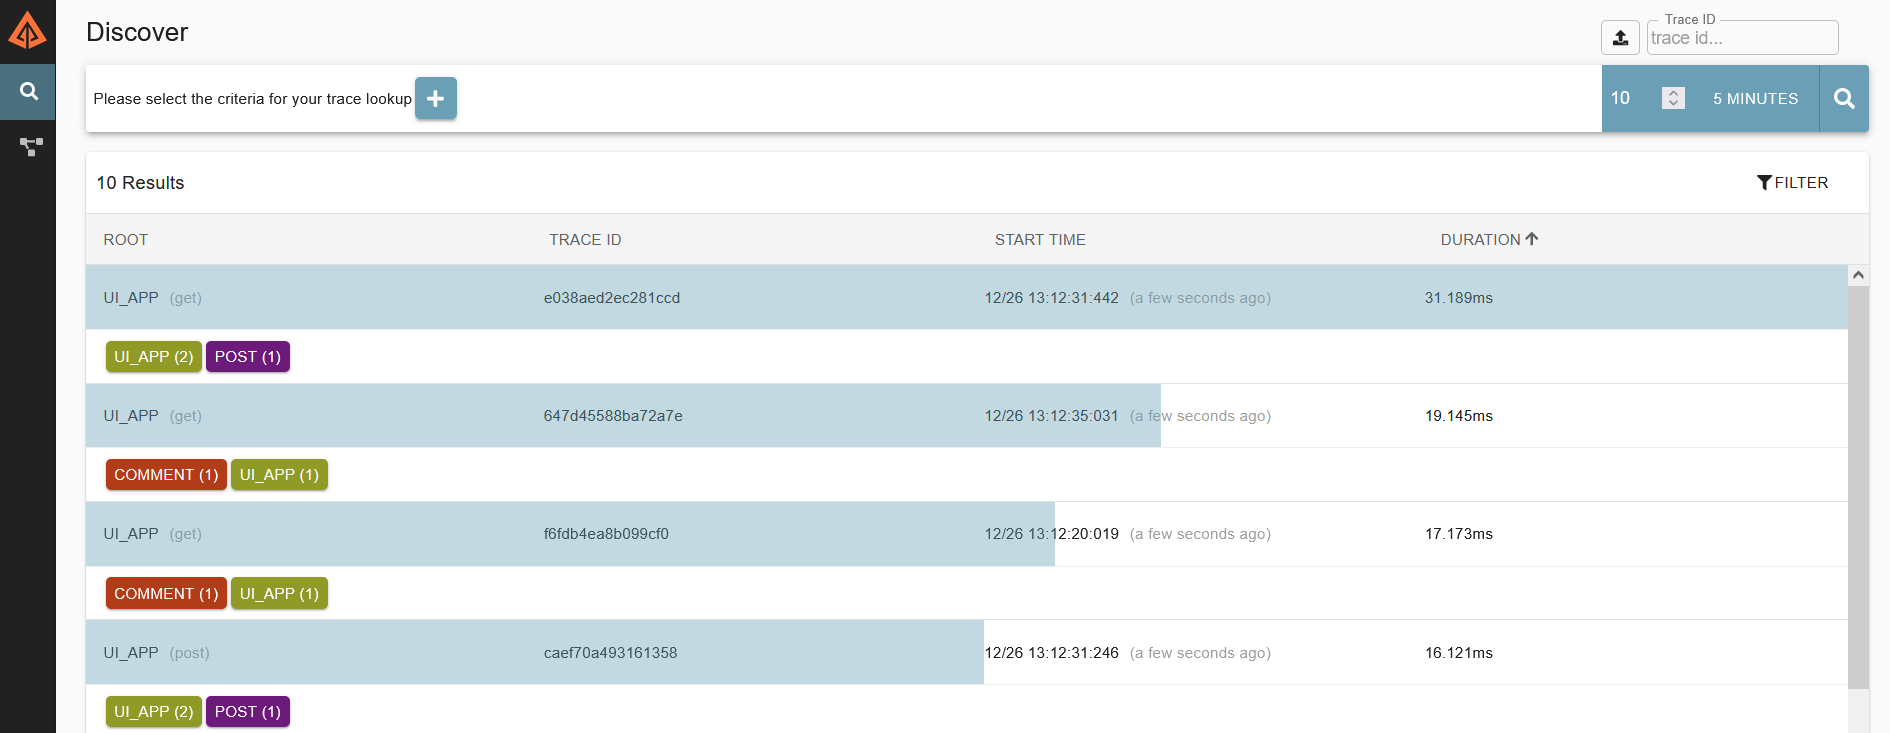 Discover
Trace ID
trace id...
Please select the criteria for your trace lookup
10
5 MINUTES
10 Results
FILTER
ROOT TRACE ID START TIME DURATION
UI_APP (get) e038aed2ec281ccd 12/26 13:12:31:442 (a few seconds ago) 31.189ms
UI_APP (2) POST (1)
UI_APP (get) 647d45588ba72a7e 12/26 13:12:35:031 (a few seconds ago) 19.145ms
COMMENT (1) UI_APP (1)
UI_APP (get) f6fdb4ea8b099cf0 12/26 13:12:20:019 (a few seconds ago) 17.173ms
COMMENT (1) UI_APP (1)
UI_APP (post) caef70a493161358 12/26 13:12:31:246 (a few seconds ago) 16.121ms
UI_APP (2) POST (1)